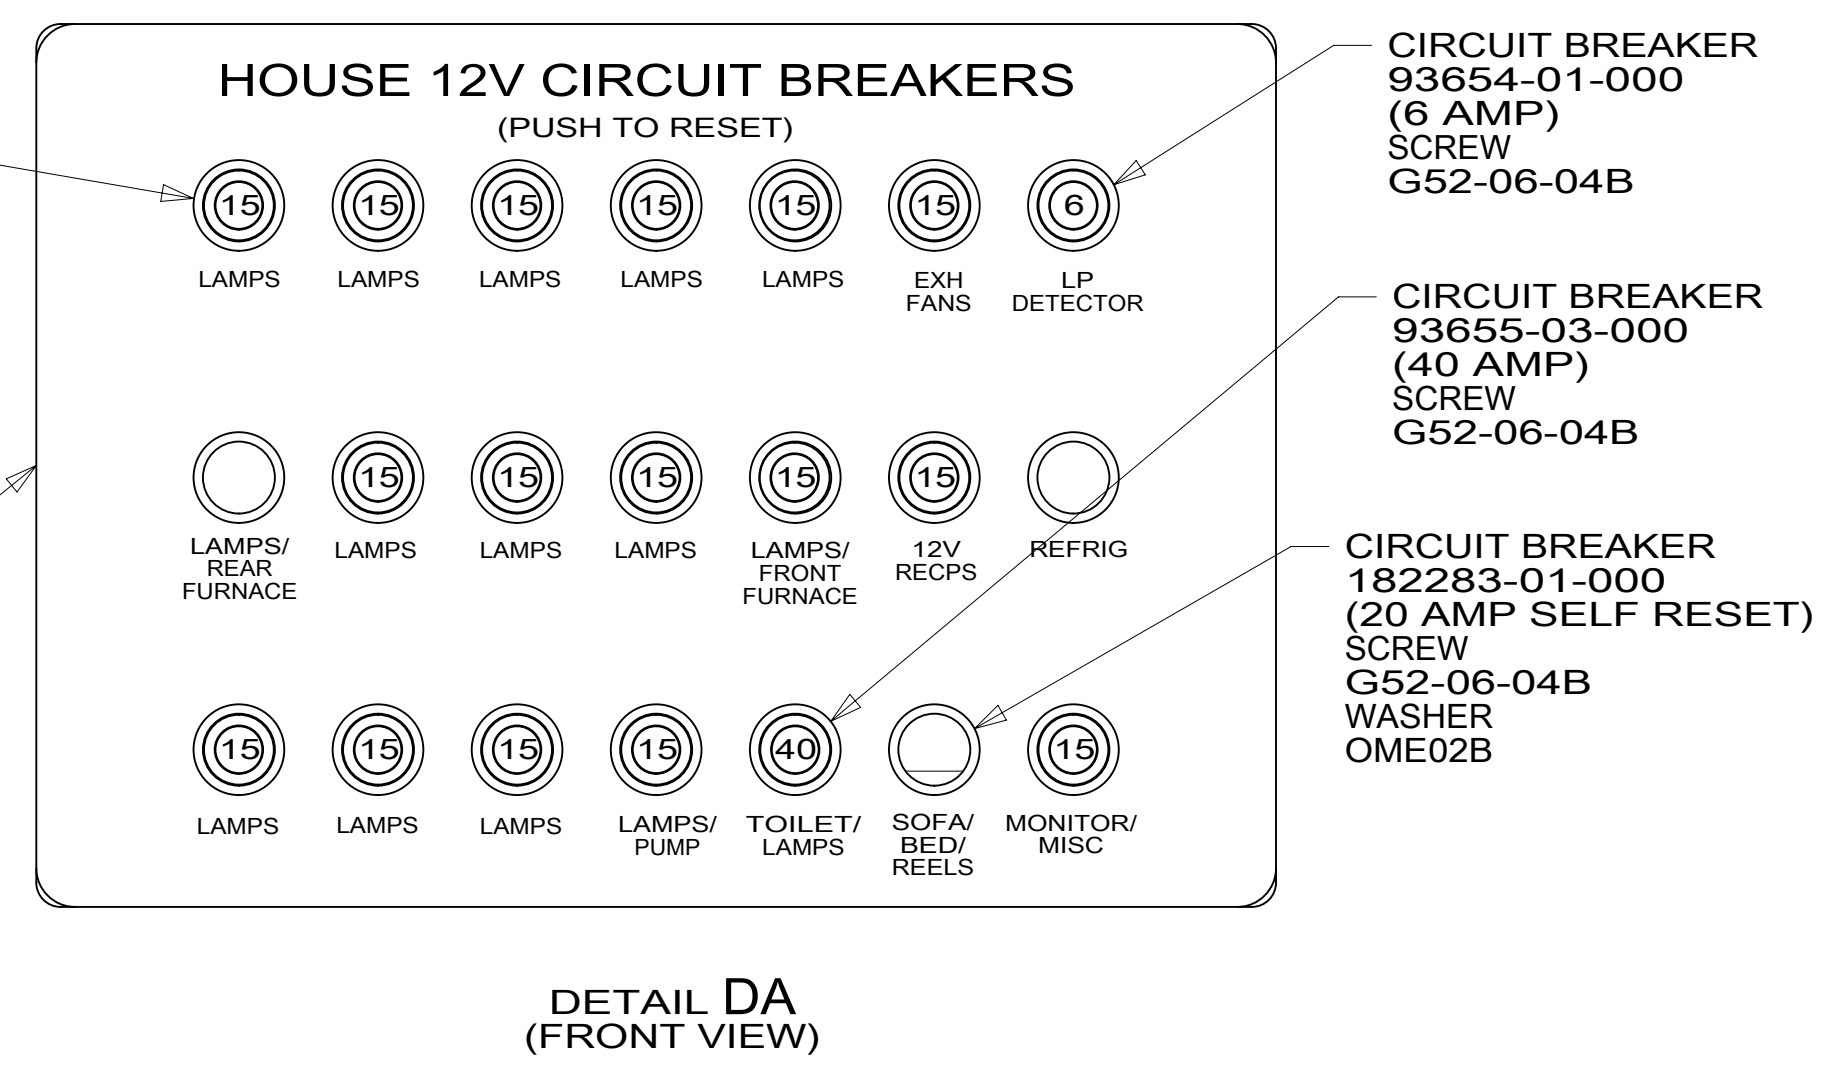 HOUSE 12V CIRCUIT BREAKERS
(PUSH TO RESET)
15 15 15 15 15 15 6
LAMPS LAMPS LAMPS LAMPS LAMPS EXH FANS LP DETECTOR
15 15 15 15 15
LAMPS/ REAR FURNACE LAMPS LAMPS LAMPS LAMPS/ FRONT FURNACE 12V RECPS REFRIG
15 15 15 15 40 15
LAMPS LAMPS LAMPS LAMPS/ PUMP TOILET/ LAMPS SOFA/ BED/ REELS MONITOR/ MISC
CIRCUIT BREAKER
93654-01-000
(6 AMP)
SCREW
G52-06-04B
CIRCUIT BREAKER
93655-03-000
(40 AMP)
SCREW
G52-06-04B
CIRCUIT BREAKER
182283-01-000
(20 AMP SELF RESET)
SCREW
G52-06-04B
WASHER
OME02B
DETAIL DA
(FRONT VIEW)